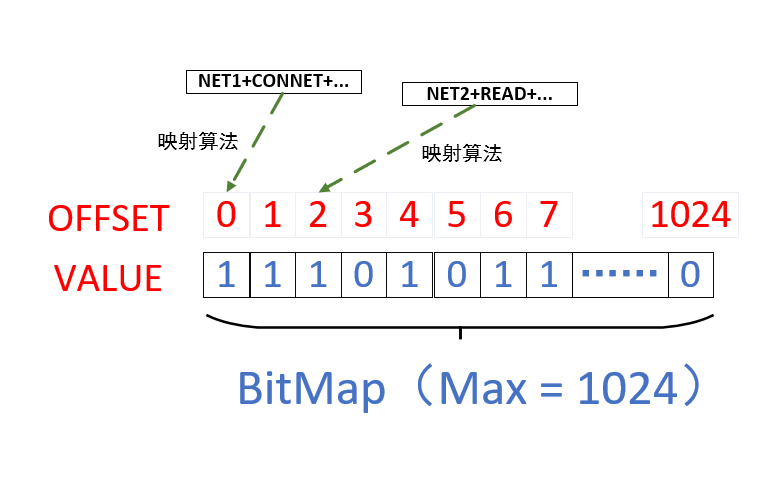 NET1+CONNET+...
NET2+READ+...
映射算法
映射算法
OFFSET 0 1 2 3 4 5 6 7 1024
VALUE 1 1 1 0 1 0 1 1 ...... 0
BitMap（Max = 1024）